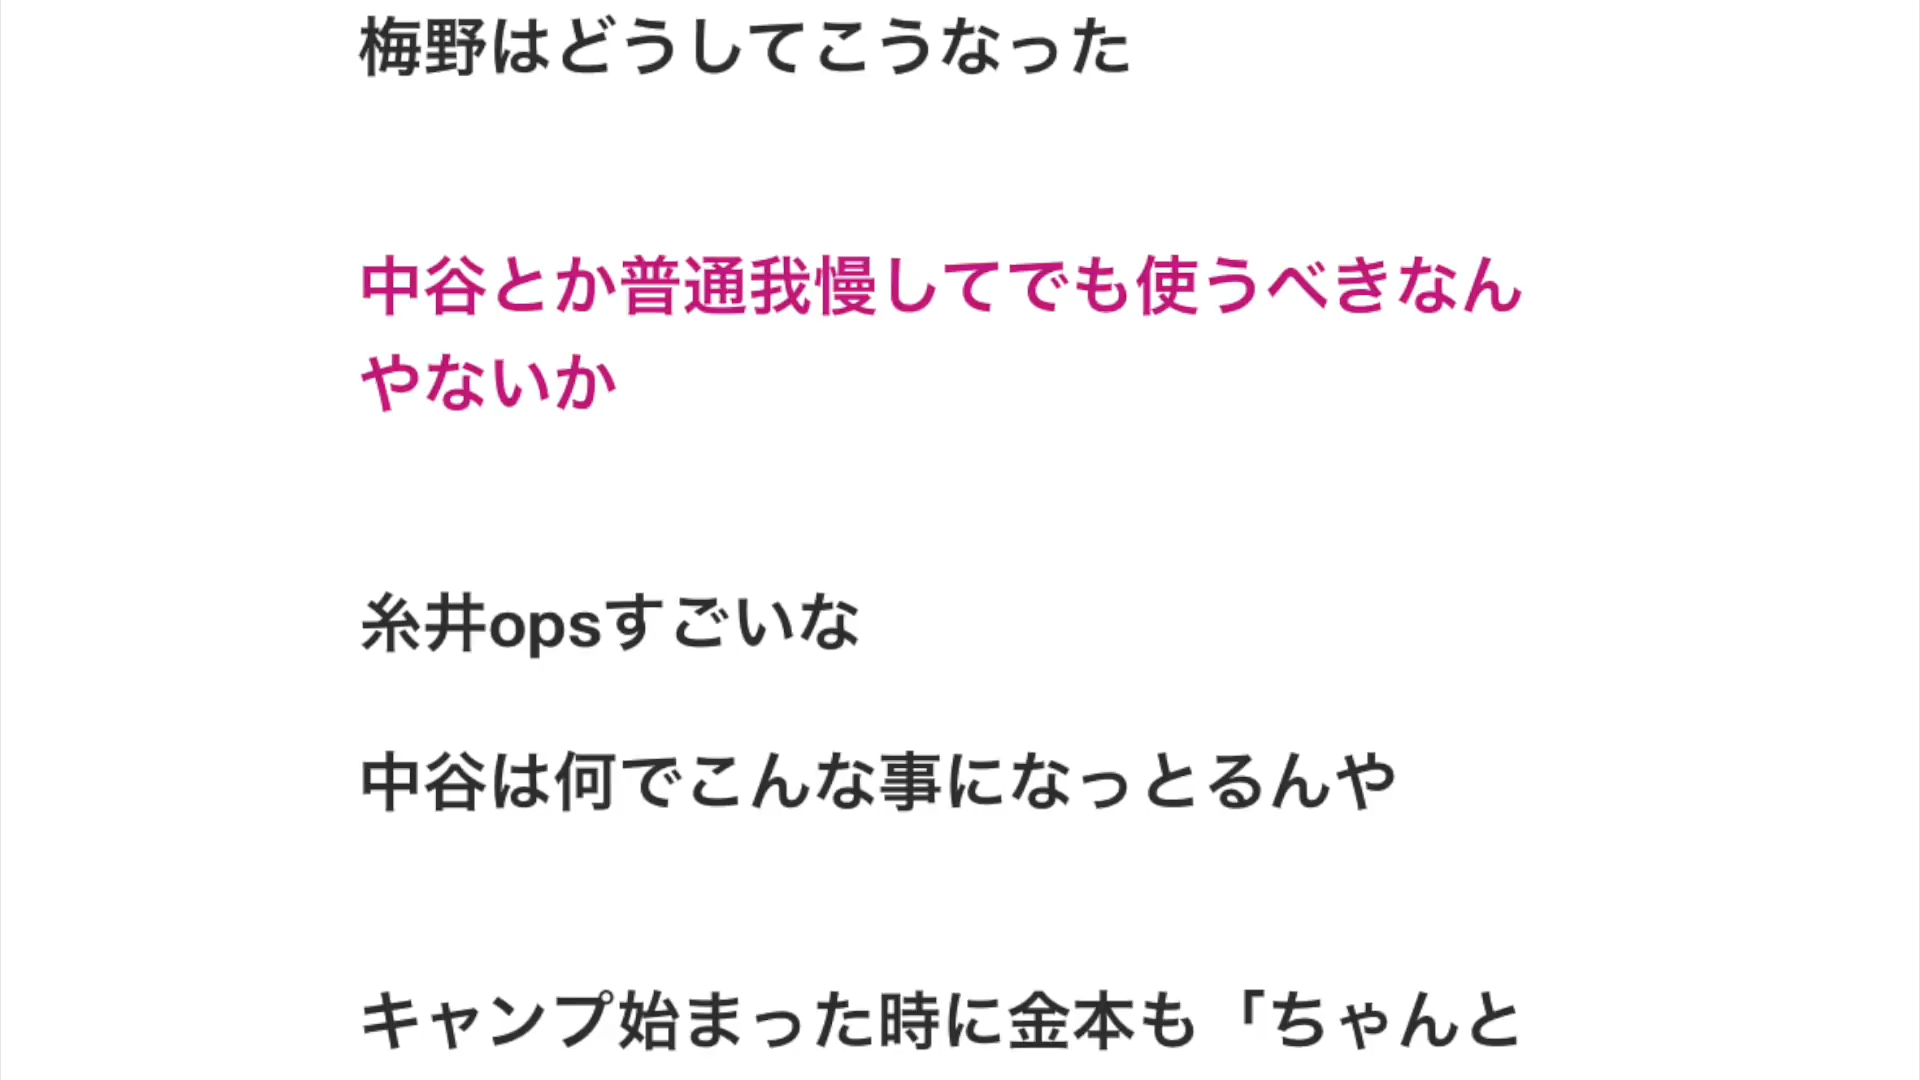 梅野はどうしてこうなった
中谷とか普通我慢してでも使うべきなん
やないか
糸井opsすごいな
中谷は何でこんな事になっとるんや
キャンプ始まった時に金本も「ちゃんと